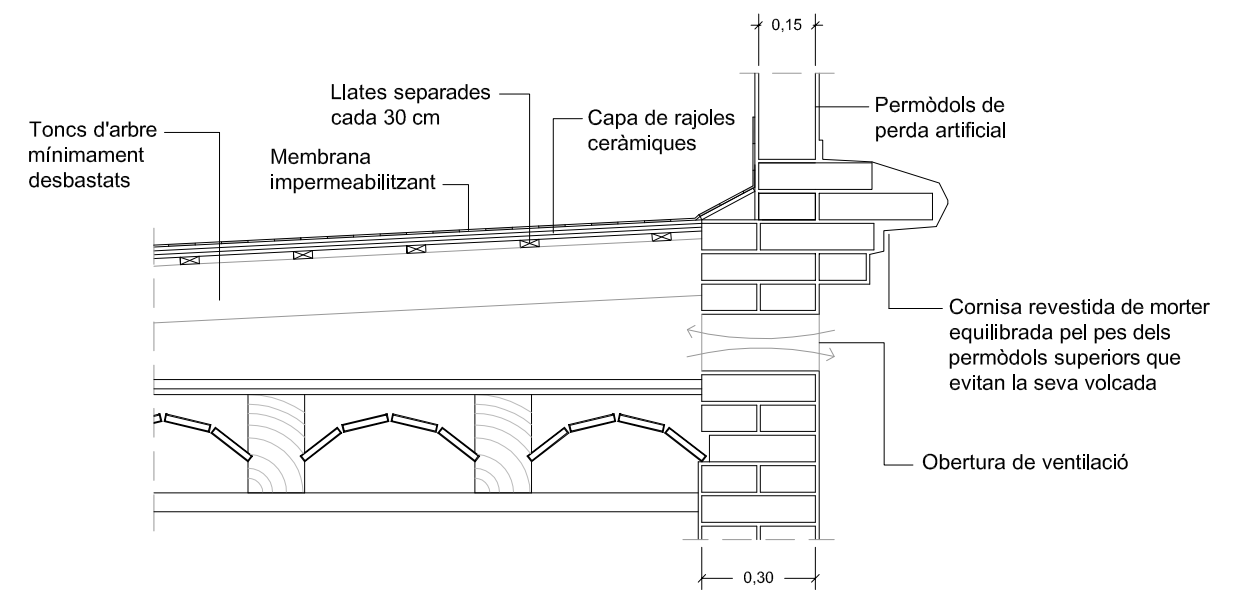 0,15
Llates separades
cada 30 cm
Permòdols de
perda artificial
Capa de rajoles
ceràmiques
Toncs d'arbre
mínimament
desbastats
Membrana
impermeabilitzant
Cornisa revestida de morter
equilibrada pel pes dels
permòdols superiors que
evitan la seva volcada
Obertura de ventilació
0,30